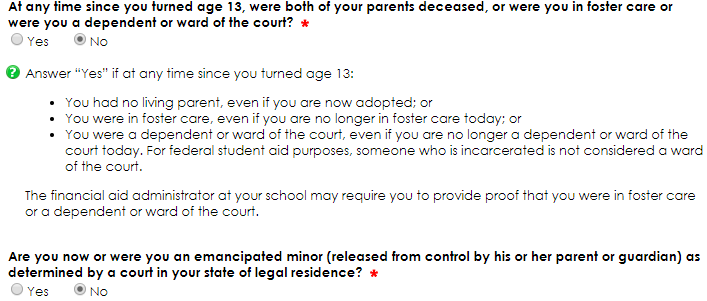 At any time since you turned age 13, were both of your parents deceased, or were you in foster care or
were you a dependent or ward of the court? *
Yes No
? Answer “Yes” if at any time since you turned age 13:
• You had no living parent, even if you are now adopted; or
• You were in foster care, even if you are no longer in foster care today; or
• You were a dependent or ward of the court, even if you are no longer a dependent or ward of the
court today. For federal student aid purposes, someone who is incarcerated is not considered a ward
of the court.
The financial aid administrator at your school may require you to provide proof that you were in foster care
or a dependent or ward of the court.
Are you now or were you an emancipated minor (released from control by his or her parent or guardian) as
determined by a court in your state of legal residence? *
Yes No